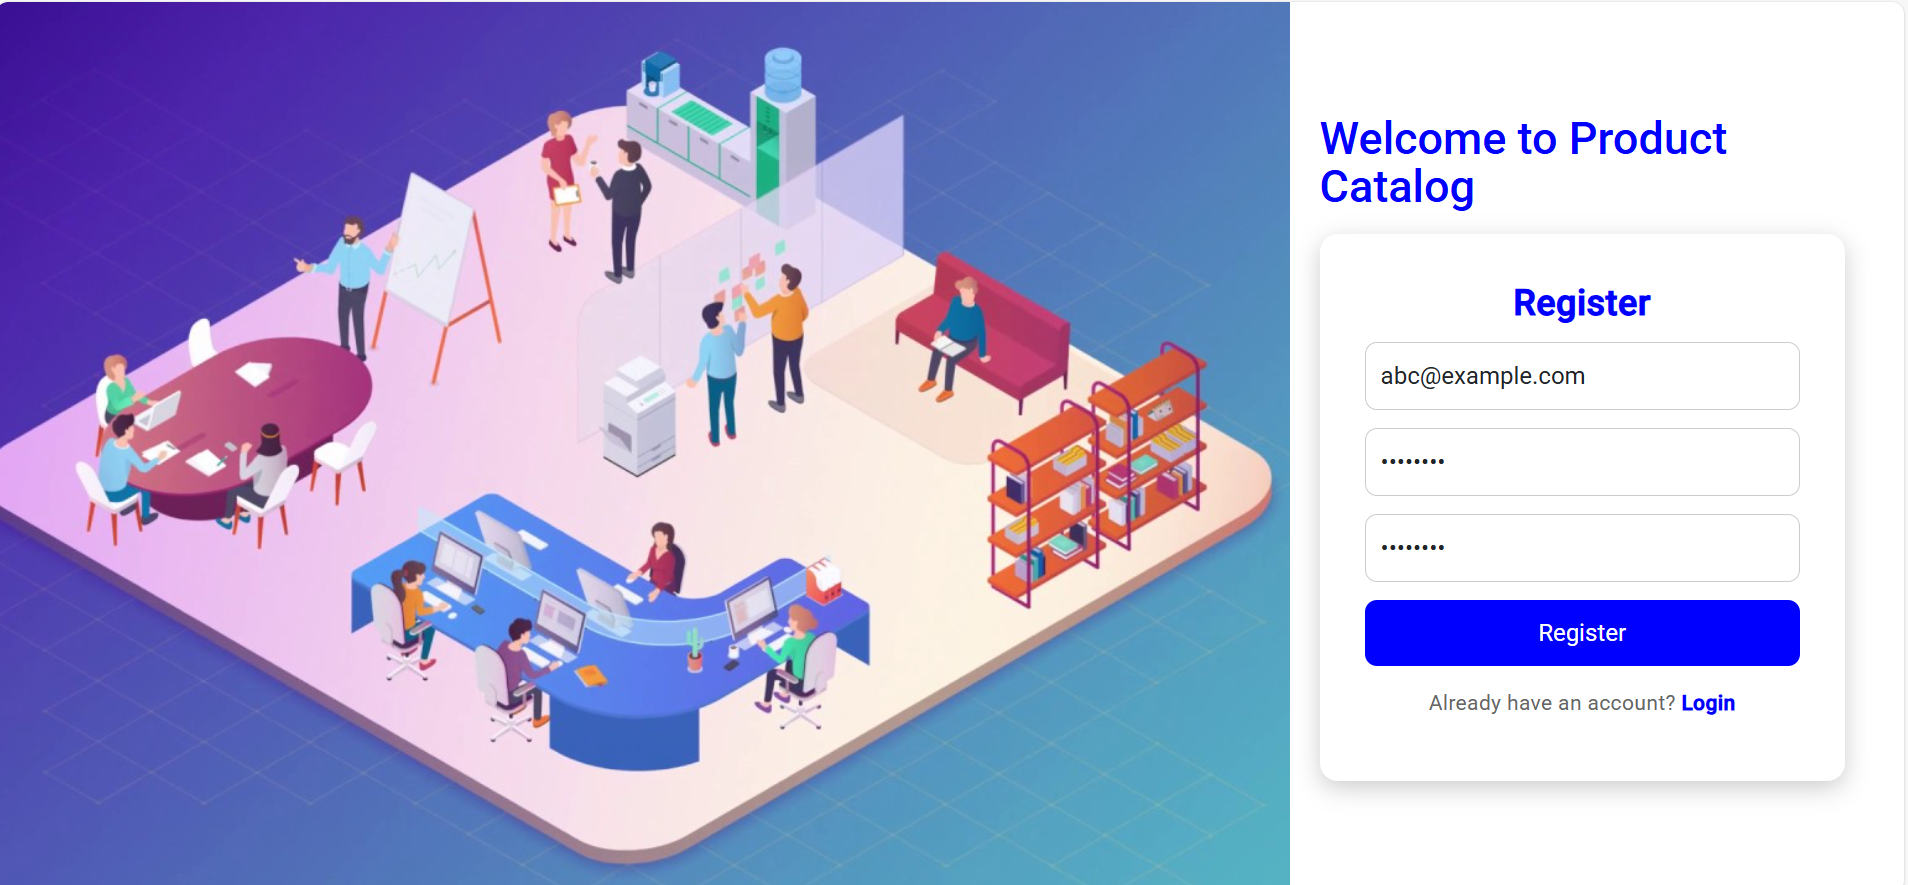 Welcome to Product
Catalog
Register
abc@example.com
••••••••
••••••••
Register
Already have an account? Login